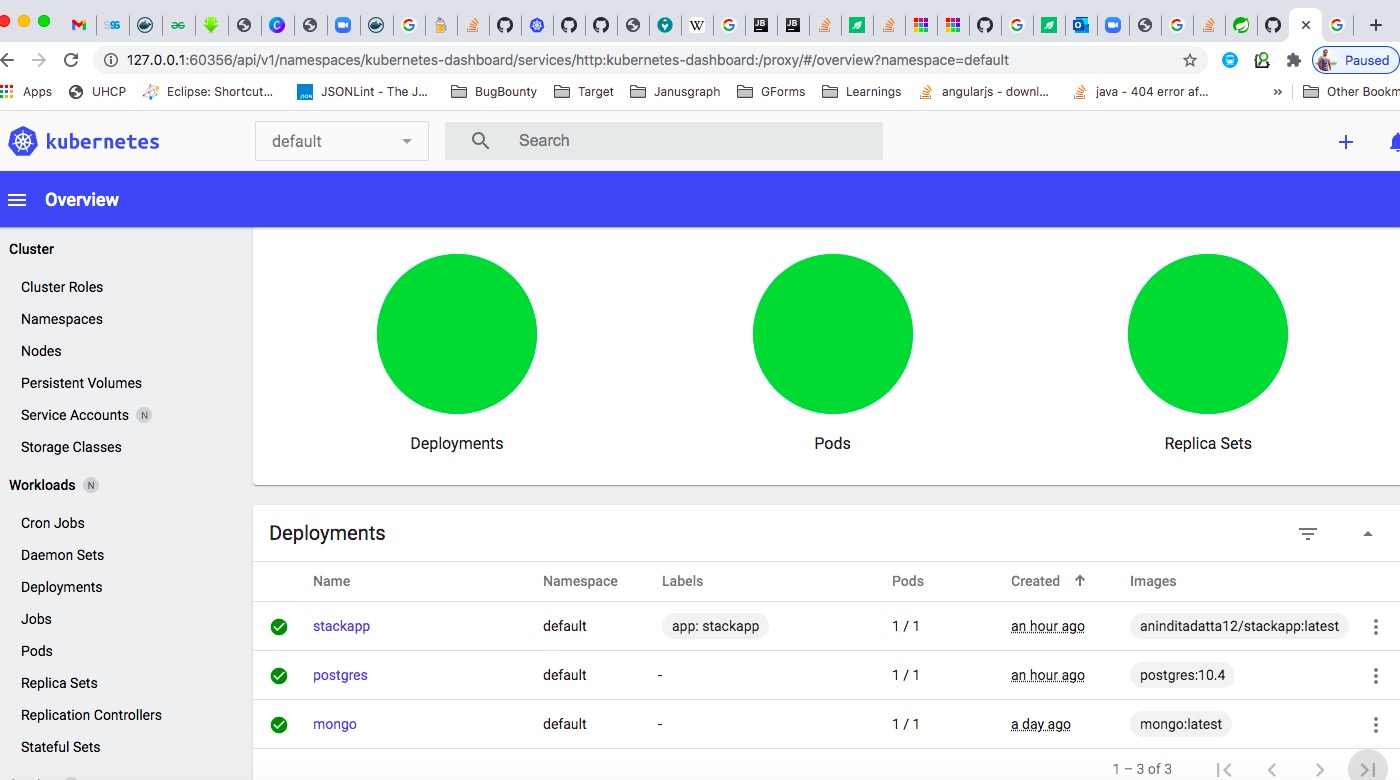 127.0.0.1:60356/api/v1/namespaces/kubernetes-dashboard/services/http:kubernetes-dashboard:/proxy/#/overview?namespace=default
Paused
Apps
UHCP
Eclipse: Shortcut...
JSONLint - The J...
BugBounty
Target
Janusgraph
GForms
Learnings
angularjs - downl...
java - 404 error af...
»
Other Bookm
kubernetes
default
Search
Overview
Cluster
Cluster Roles
Namespaces
Nodes
Persistent Volumes
Service Accounts N
Storage Classes
Workloads N
Cron Jobs
Daemon Sets
Deployments
Jobs
Pods
Replica Sets
Replication Controllers
Stateful Sets
Deployments
Pods
Replica Sets
Deployments
Name Namespace Labels Pods Created Images
stackapp default app: stackapp 1 / 1 an hour ago aninditadatta12/stackapp:latest
postgres default - 1 / 1 an hour ago postgres:10.4
mongo default - 1 / 1 a day ago mongo:latest
1 – 3 of 3